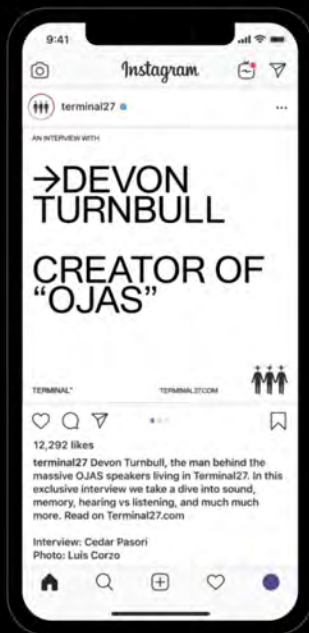 9:41
Instagram
terminal27
AN INTERVIEW WITH
→DEVON
TURNBULL
CREATOR OF
“OJAS”
TERMINAL"
TERMINAL27.COM
12,292 likes
terminal27 Devon Turnbull, the man behind the
massive OJAS speakers living in Terminal27. In this
exclusive interview we take a dive into sound,
memory, hearing vs listening, and much much
more. Read on Terminal27.com
Interview: Cedar Pasori
Photo: Luis Corzo